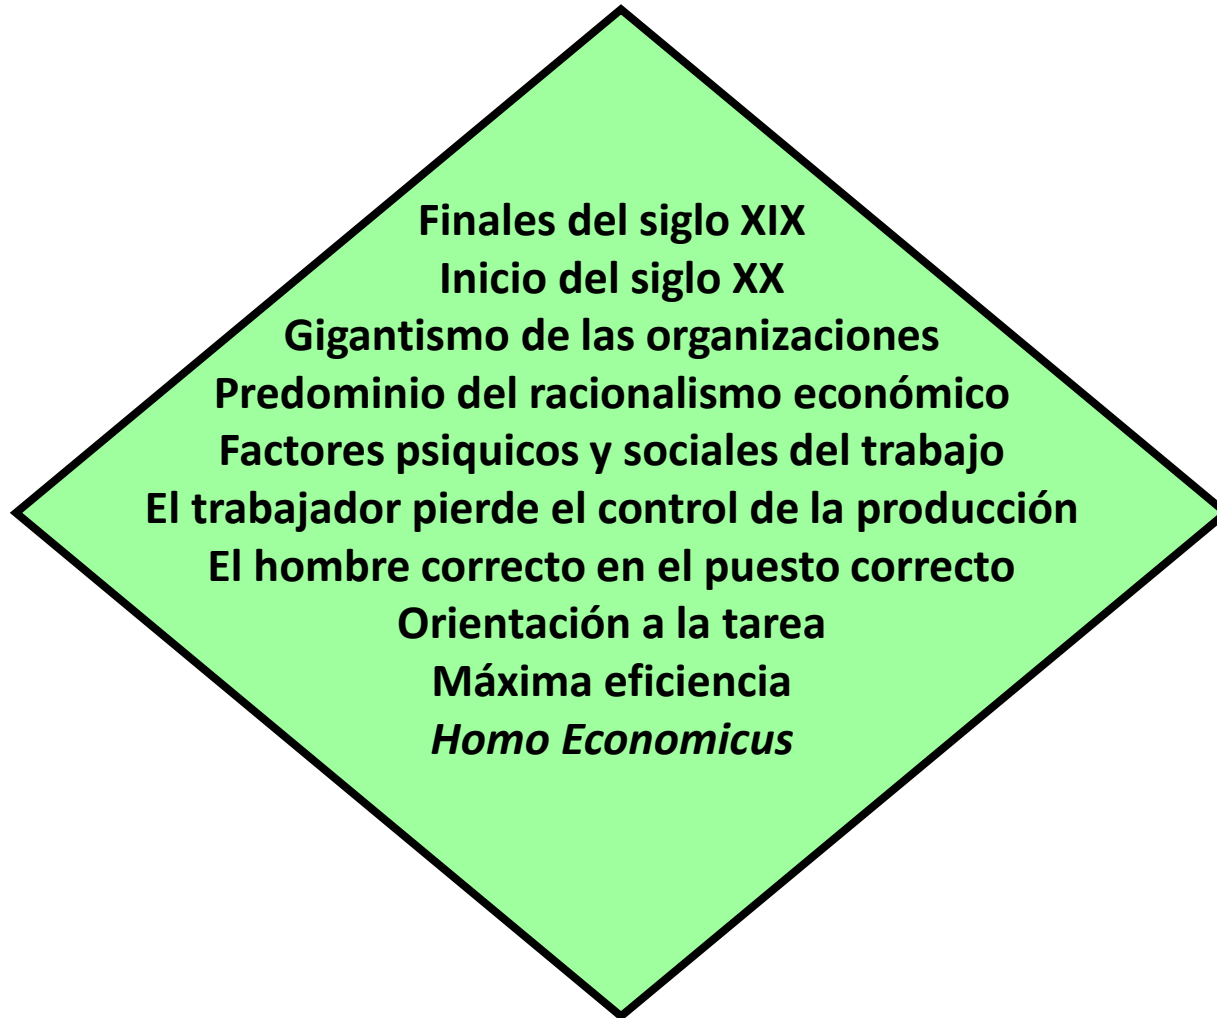 Finales del siglo XIX
Inicio del siglo XX
Gigantismo de las organizaciones
Predominio del racionalismo económico
Factores psiquicos y sociales del trabajo
El trabajador pierde el control de la producción
El hombre correcto en el puesto correcto
Orientación a la tarea
Máxima eficiencia
Homo Economicus